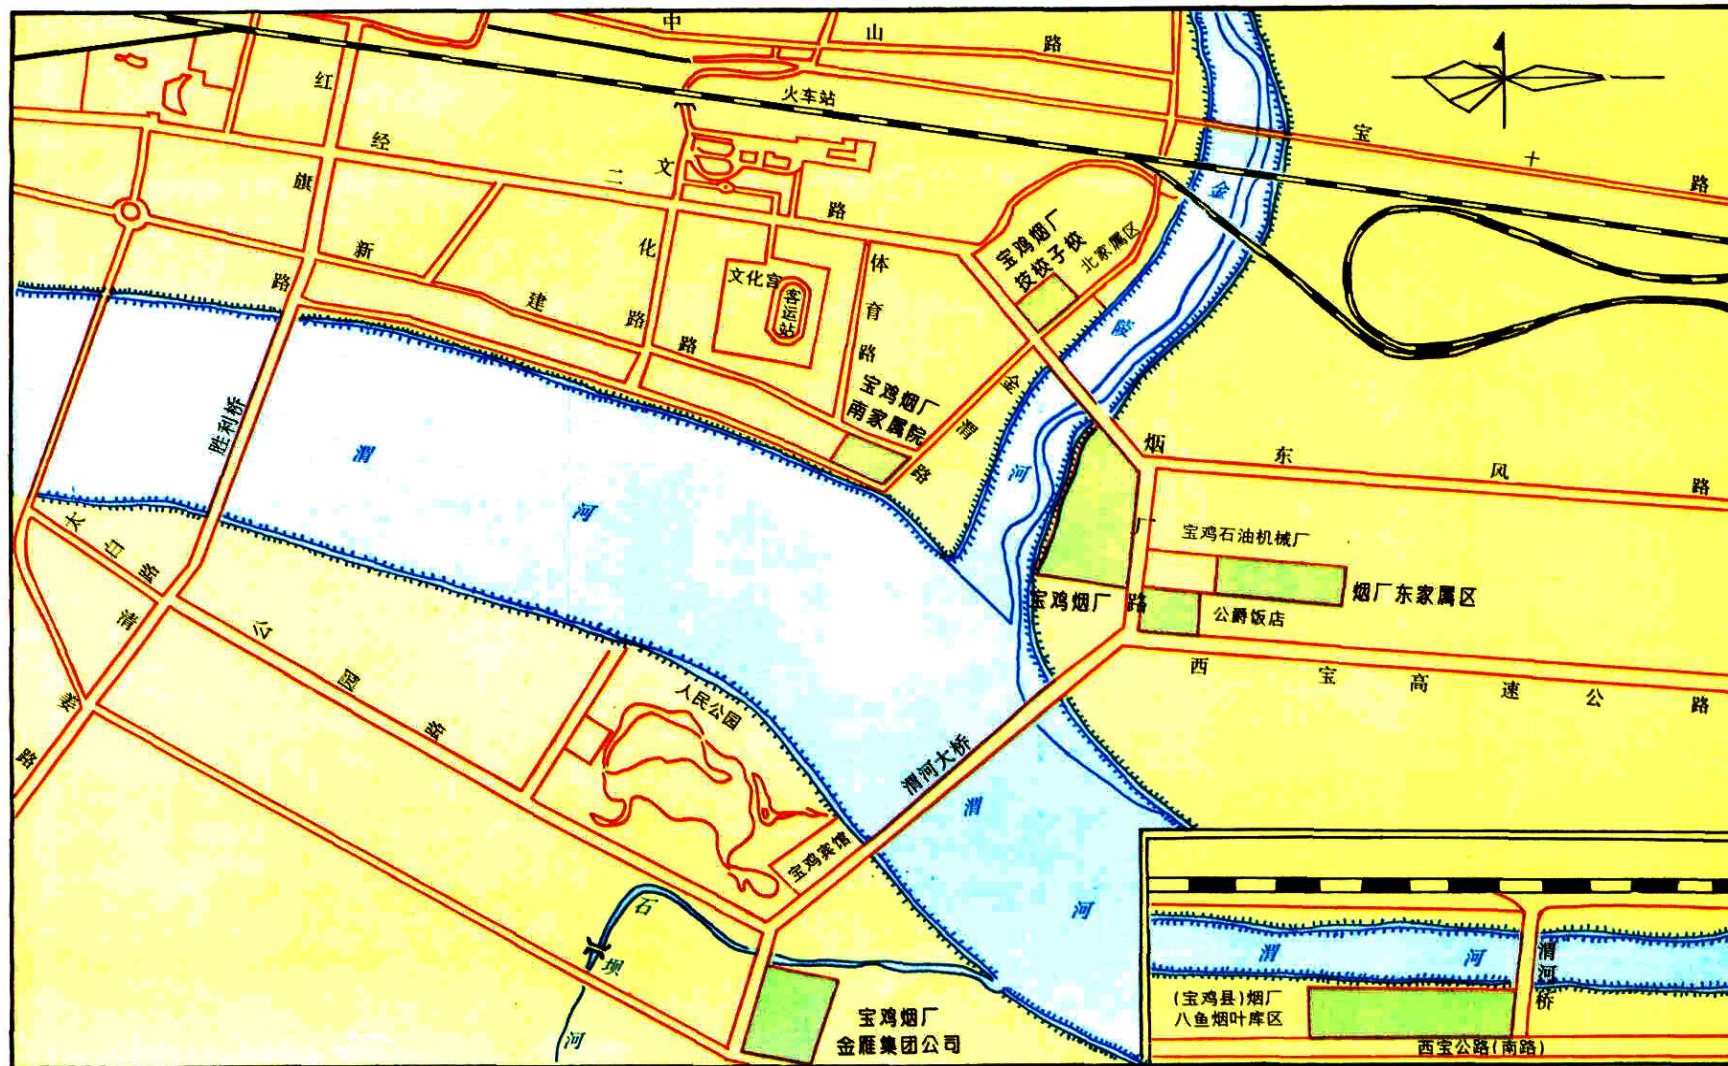 中山路
火车站
宝十路
红旗路
经二路
文化路
新建路
体育路
文化宫
客运站
宝鸡烟厂
技校子校
北家属区
金陵河
宝鸡烟厂
南家属院
金渭路
胜利桥
渭河
烟厂路
东风路
宝鸡石油机械厂
烟厂东家属区
公爵饭店
宝鸡烟厂
西宝高速公路
太白路
清姜路
公园路
人民公园
渭河大桥
宝鸡宾馆
渭河
石坝河
宝鸡烟厂
金雁集团公司
渭河
渭河桥
(宝鸡县)烟厂
八鱼烟叶库区
西宝公路(南路)